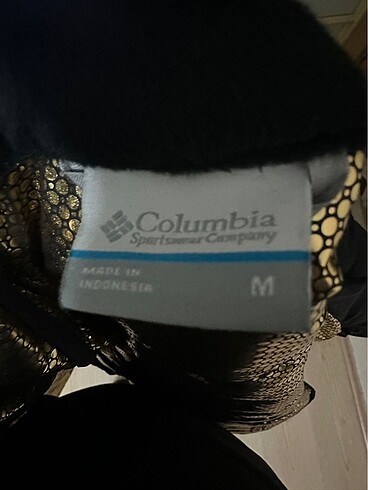 Columbia
Sportswear Company
MADE IN
INDONESIA
M